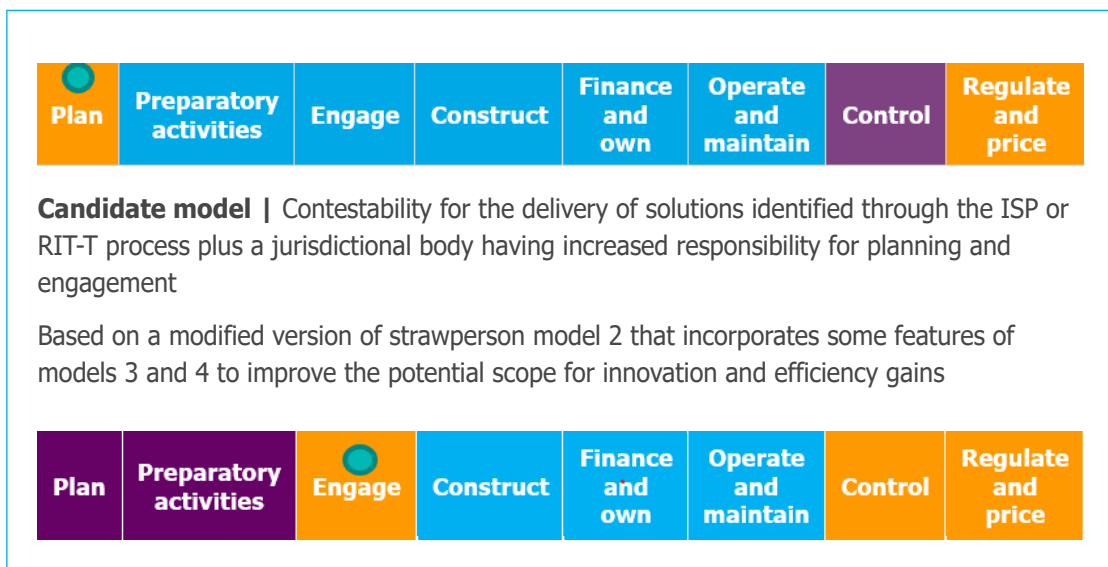 Plan
Preparatory
activities
Engage
Construct
Finance
and
own
Operate
and
maintain
Control
Regulate
and
price
Candidate model | Contestability for the delivery of solutions identified through the ISP or
RIT-T process plus a jurisdictional body having increased responsibility for planning and
engagement
Based on a modified version of strawperson model 2 that incorporates some features of
models 3 and 4 to improve the potential scope for innovation and efficiency gains
Plan
Preparatory
activities
Engage
Construct
Finance
and
own
Operate
and
maintain
Control
Regulate
and
price